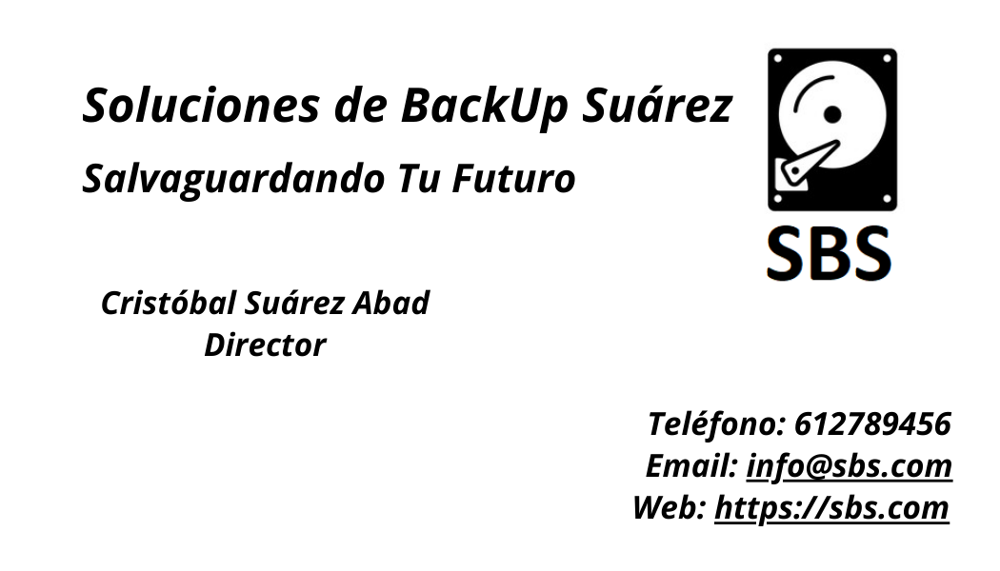 Soluciones de BackUp Suárez
Salvaguardando Tu Futuro
SBS
Cristóbal Suárez Abad
Director
Teléfono: 612789456
Email: info@sbs.com
Web: https://sbs.com